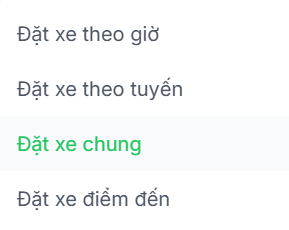 Đặt xe theo giờ
Đặt xe theo tuyến
Đặt xe chung
Đặt xe điểm đến